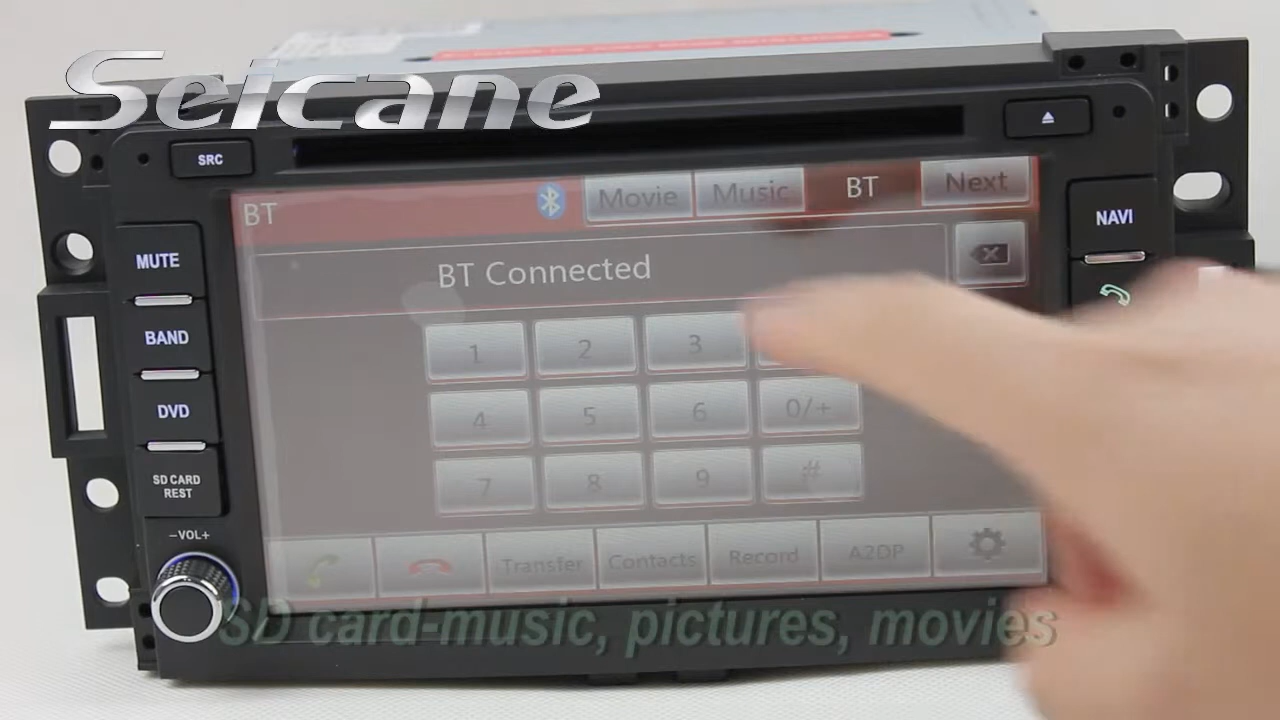 Seicane
SRC
BT
Movie
Music
BT
Next
NAVI
MUTE
BT Connected
BAND
1
2
3
DVD
4
5
6
0/+
SD CARD
REST
7
8
9
#
-VOL+
Transfer
Contacts
Record
A2DP
SD card-music, pictures, movies